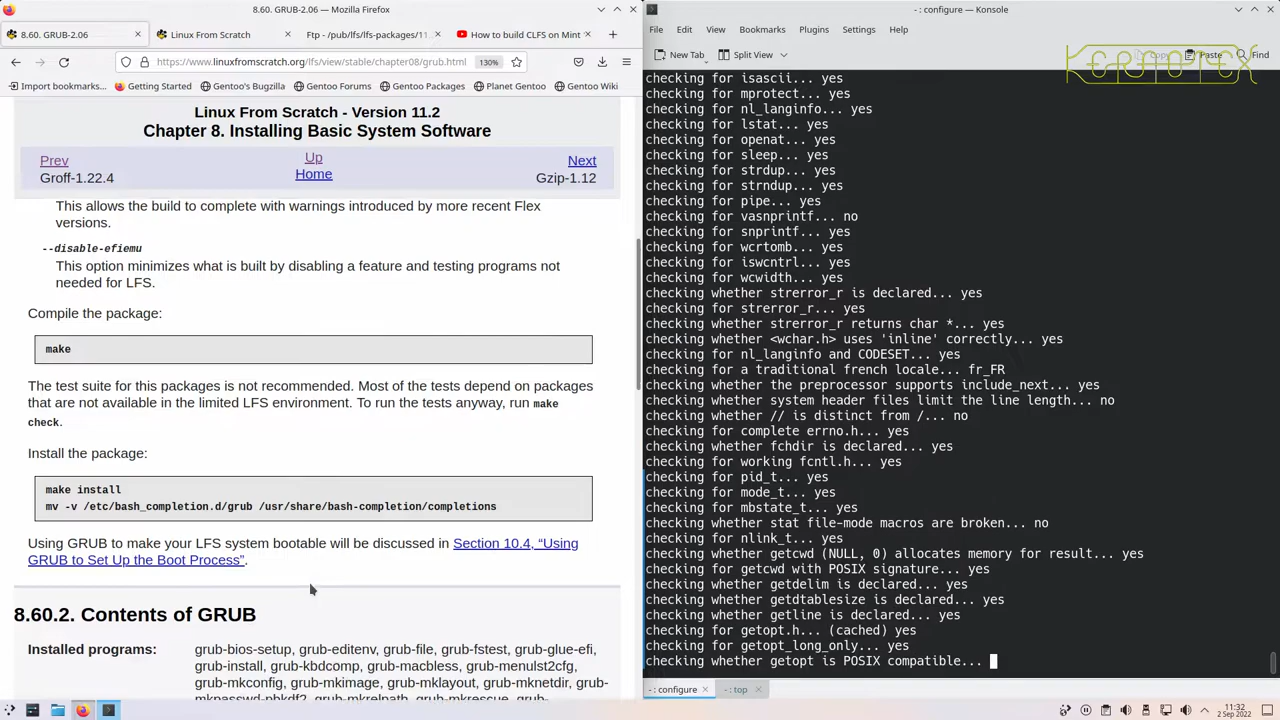 8.60. GRUB-2.06 — Mozilla Firefox
8.60. GRUB-2.06
Linux From Scratch
Ftp - /pub/lfs/lfs-packages/11
How to build CLFS on Mint
https://www.linuxfromscratch.org/lfs/view/stable/chapter08/grub.h
Import bookmarks...
Getting Started
Gentoo's Bugzilla
Gentoo Forums
Gentoo Packages
Planet Gentoo
Gentoo Wiki
Linux From Scratch - Version 11.2
Chapter 8. Installing Basic System Software
Prev
Up
Next
Groff-1.22.4
Home
Gzip-1.12
This allows the build to complete with warnings introduced by more recent Flex
versions.
--disable-efiemu
This option minimizes what is built by disabling a feature and testing programs not
needed for LFS.
Compile the package:
make
The test suite for this packages is not recommended. Most of the tests depend on packages
that are not available in the limited LFS environment. To run the tests anyway, run make
check.
Install the package:
make install
mv -v /etc/bash_completion.d/grub /usr/share/bash-completion/completions
Using GRUB to make your LFS system bootable will be discussed in Section 10.4, “Using
GRUB to Set Up the Boot Process”.
8.60.2. Contents of GRUB
Installed programs:
grub-bios-setup, grub-editenv, grub-file, grub-fstest, grub-glue-efi,
grub-install, grub-kbdcomp, grub-macbless, grub-menulst2cfg,
grub-mkconfig, grub-mkimage, grub-mklayout, grub-mknetdir, grub-
mkpasswd-pbkdf2, grub-mkrelpath, grub-mkrescue, grub-
- : configure — Konsole
File Edit View Bookmarks Plugins Settings Help
New Tab
Split View
Paste
Find
KERNOTEX
checking for isascii... yes
checking for mprotect... yes
checking for nl_langinfo... yes
checking for lstat... yes
checking for openat... yes
checking for sleep... yes
checking for strdup... yes
checking for strndup... yes
checking for pipe... yes
checking for vasnprintf... no
checking for snprintf... yes
checking for wcrtomb... yes
checking for iswcntrl... yes
checking for wcwidth... yes
checking whether strerror_r is declared... yes
checking for strerror_r... yes
checking whether strerror_r returns char *... yes
checking whether <wchar.h> uses 'inline' correctly... yes
checking for nl_langinfo and CODESET... yes
checking for a traditional french locale... fr_FR
checking whether the preprocessor supports include_next... yes
checking whether system header files limit the line length... no
checking whether // is distinct from /... no
checking for complete errno.h... yes
checking whether fchdir is declared... yes
checking for working fcntl.h... yes
checking for pid_t... yes
checking for mode_t... yes
checking for mbstate_t... yes
checking whether stat file-mode macros are broken... no
checking for nlink_t... yes
checking whether getcwd (NULL, 0) allocates memory for result... yes
checking for getcwd with POSIX signature... yes
checking whether getdelim is declared... yes
checking whether getdtablesize is declared... yes
checking whether getline is declared... yes
checking for getopt.h... (cached) yes
checking for getopt_long_only... yes
checking whether getopt is POSIX compatible...
- : configure
- : top
11:32
2 Sep 2022